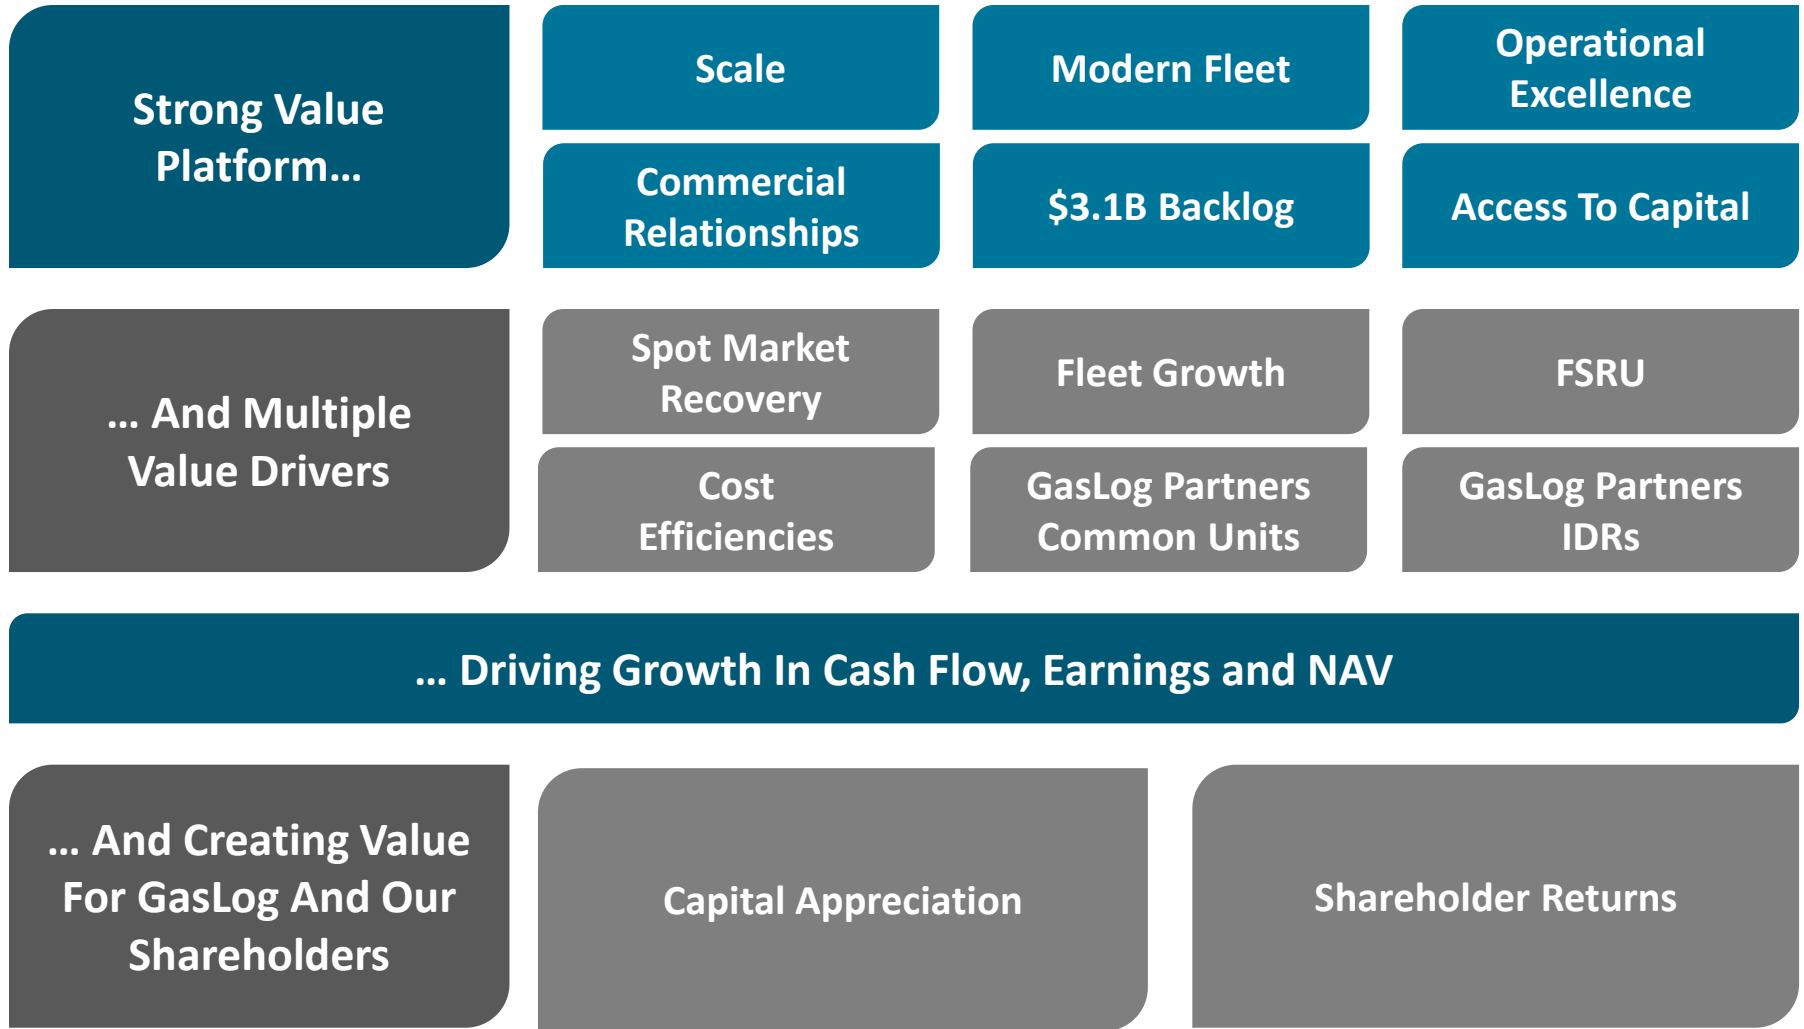 Strong Value
Platform…
Scale
Modern Fleet
Operational
Excellence
Commercial
Relationships
$3.1B Backlog
Access To Capital
… And Multiple
Value Drivers
Spot Market
Recovery
Fleet Growth
FSRU
Cost
Efficiencies
GasLog Partners
Common Units
GasLog Partners
IDRs
… Driving Growth In Cash Flow, Earnings and NAV
… And Creating Value
For GasLog And Our
Shareholders
Capital Appreciation
Shareholder Returns